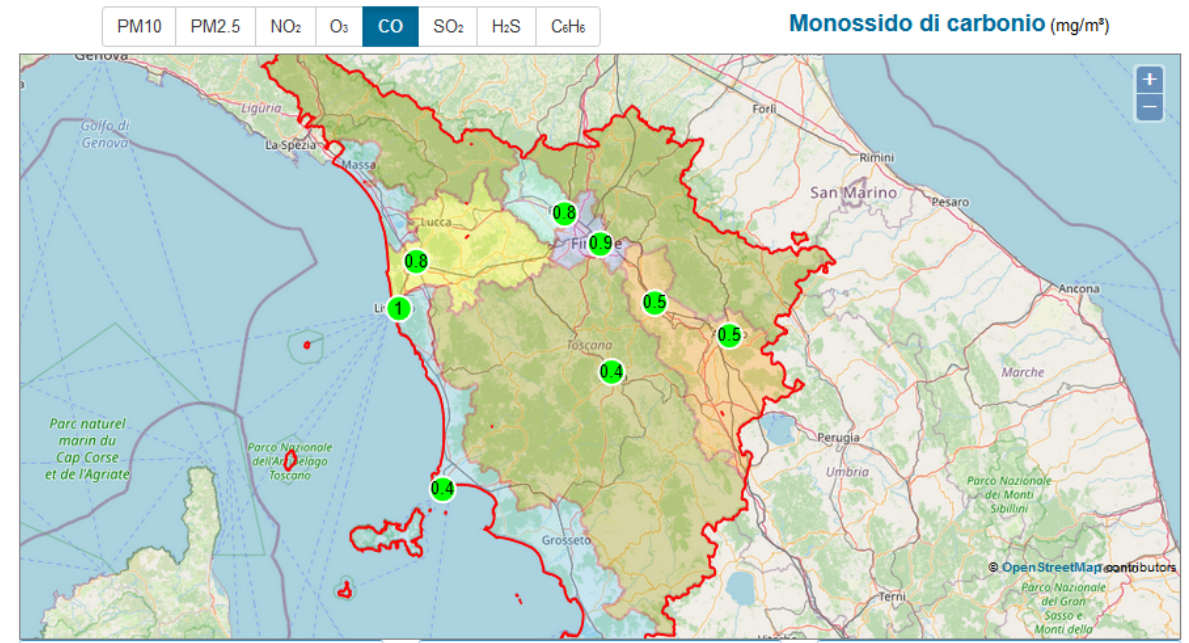 PM10 PM2.5 NO₂ O₃ CO SO₂ H₂S C₆H₆
Monossido di carbonio (mg/m³)
+
−
Genova
Liguria
Golfo di
Genova
La Spezia
Massa
Forlì
Rimini
San Marino
Pesaro
Lucca
0.8
0.9
0.8
1
0.5
0.5
0.4
0.4
Toscana
Ancona
Marche
Parc naturel
marin du
Cap Corse
et de l'Agriate
Parco Nazionale
dell'Arcipelago
Toscano
Perugia
Umbria
Parco Nazionale
dei Monti
Sibillini
Grosseto
© OpenStreetMap contributors
Parco Nazionale
del Gran
Sasso e
Monti della
Terni